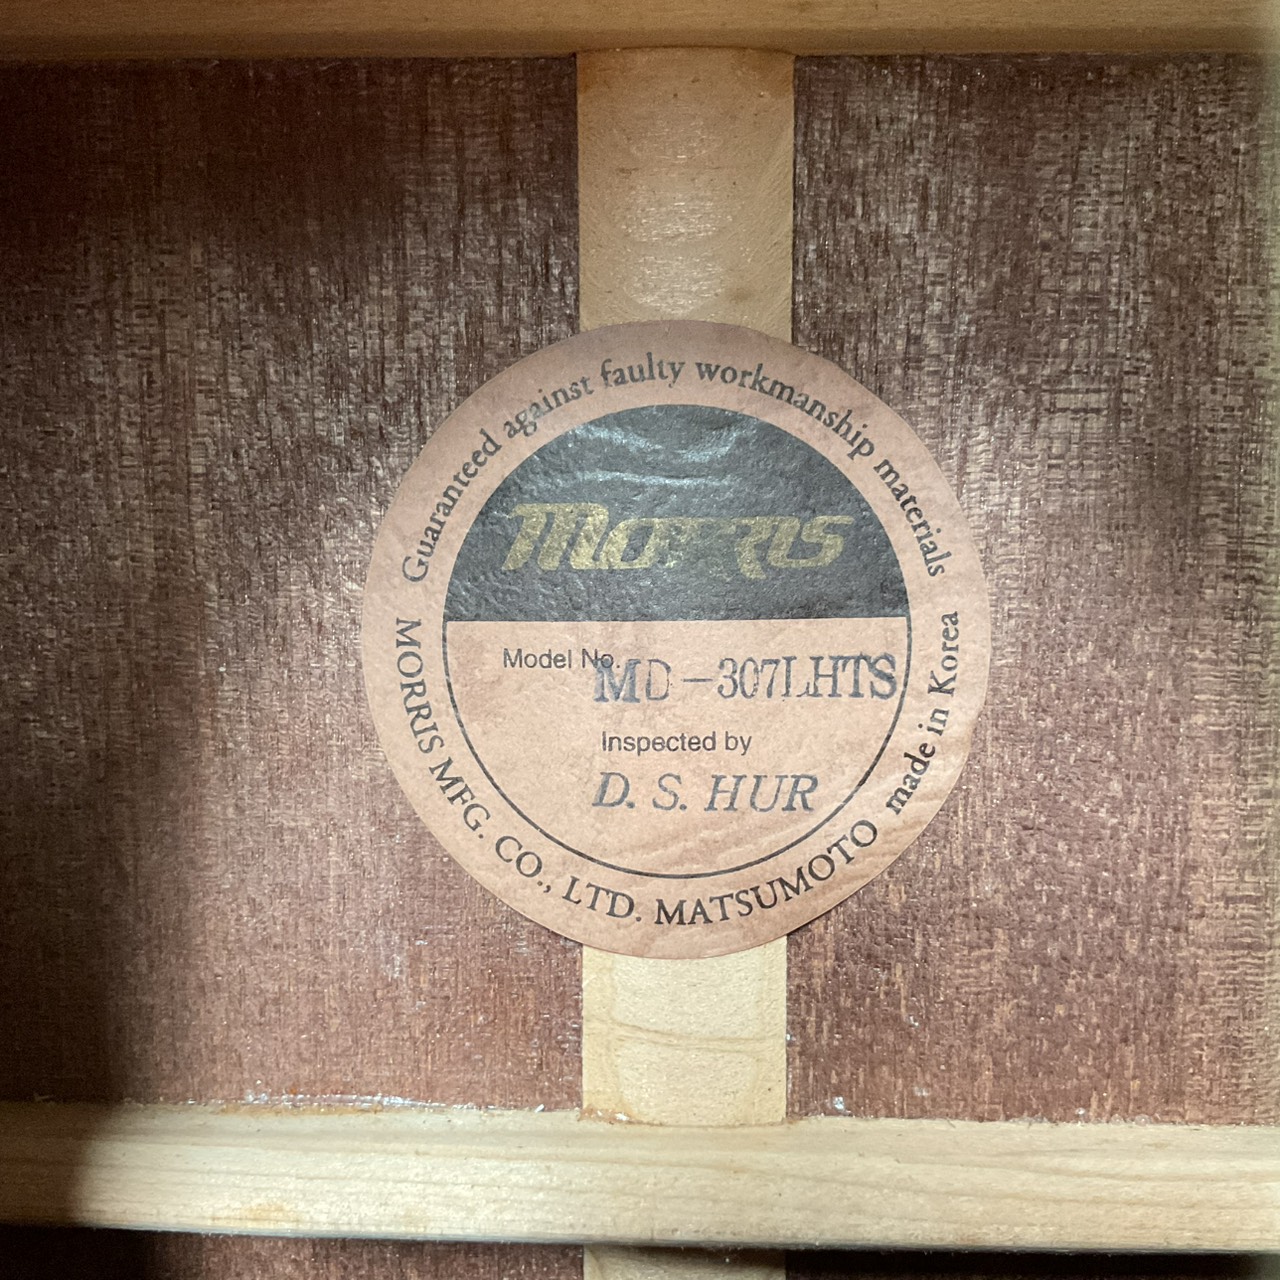 Guaranteed against faulty workmanship materials
Morris
Model No.
MD-307LHTS
Inspected by
D. S. HUR
MORRIS MFG. CO., LTD. MATSUMOTO made in Korea